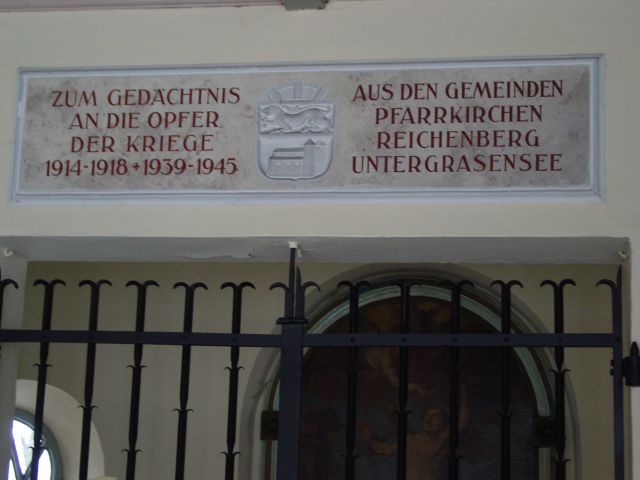 ZUM GEDÄCHTNIS
AN DIE OPFER
DER KRIEGE
1914-1918+1939-1945
AUS DEN GEMEINDEN
PFARRKIRCHEN
REICHENBERG
UNTERGRASENSEE